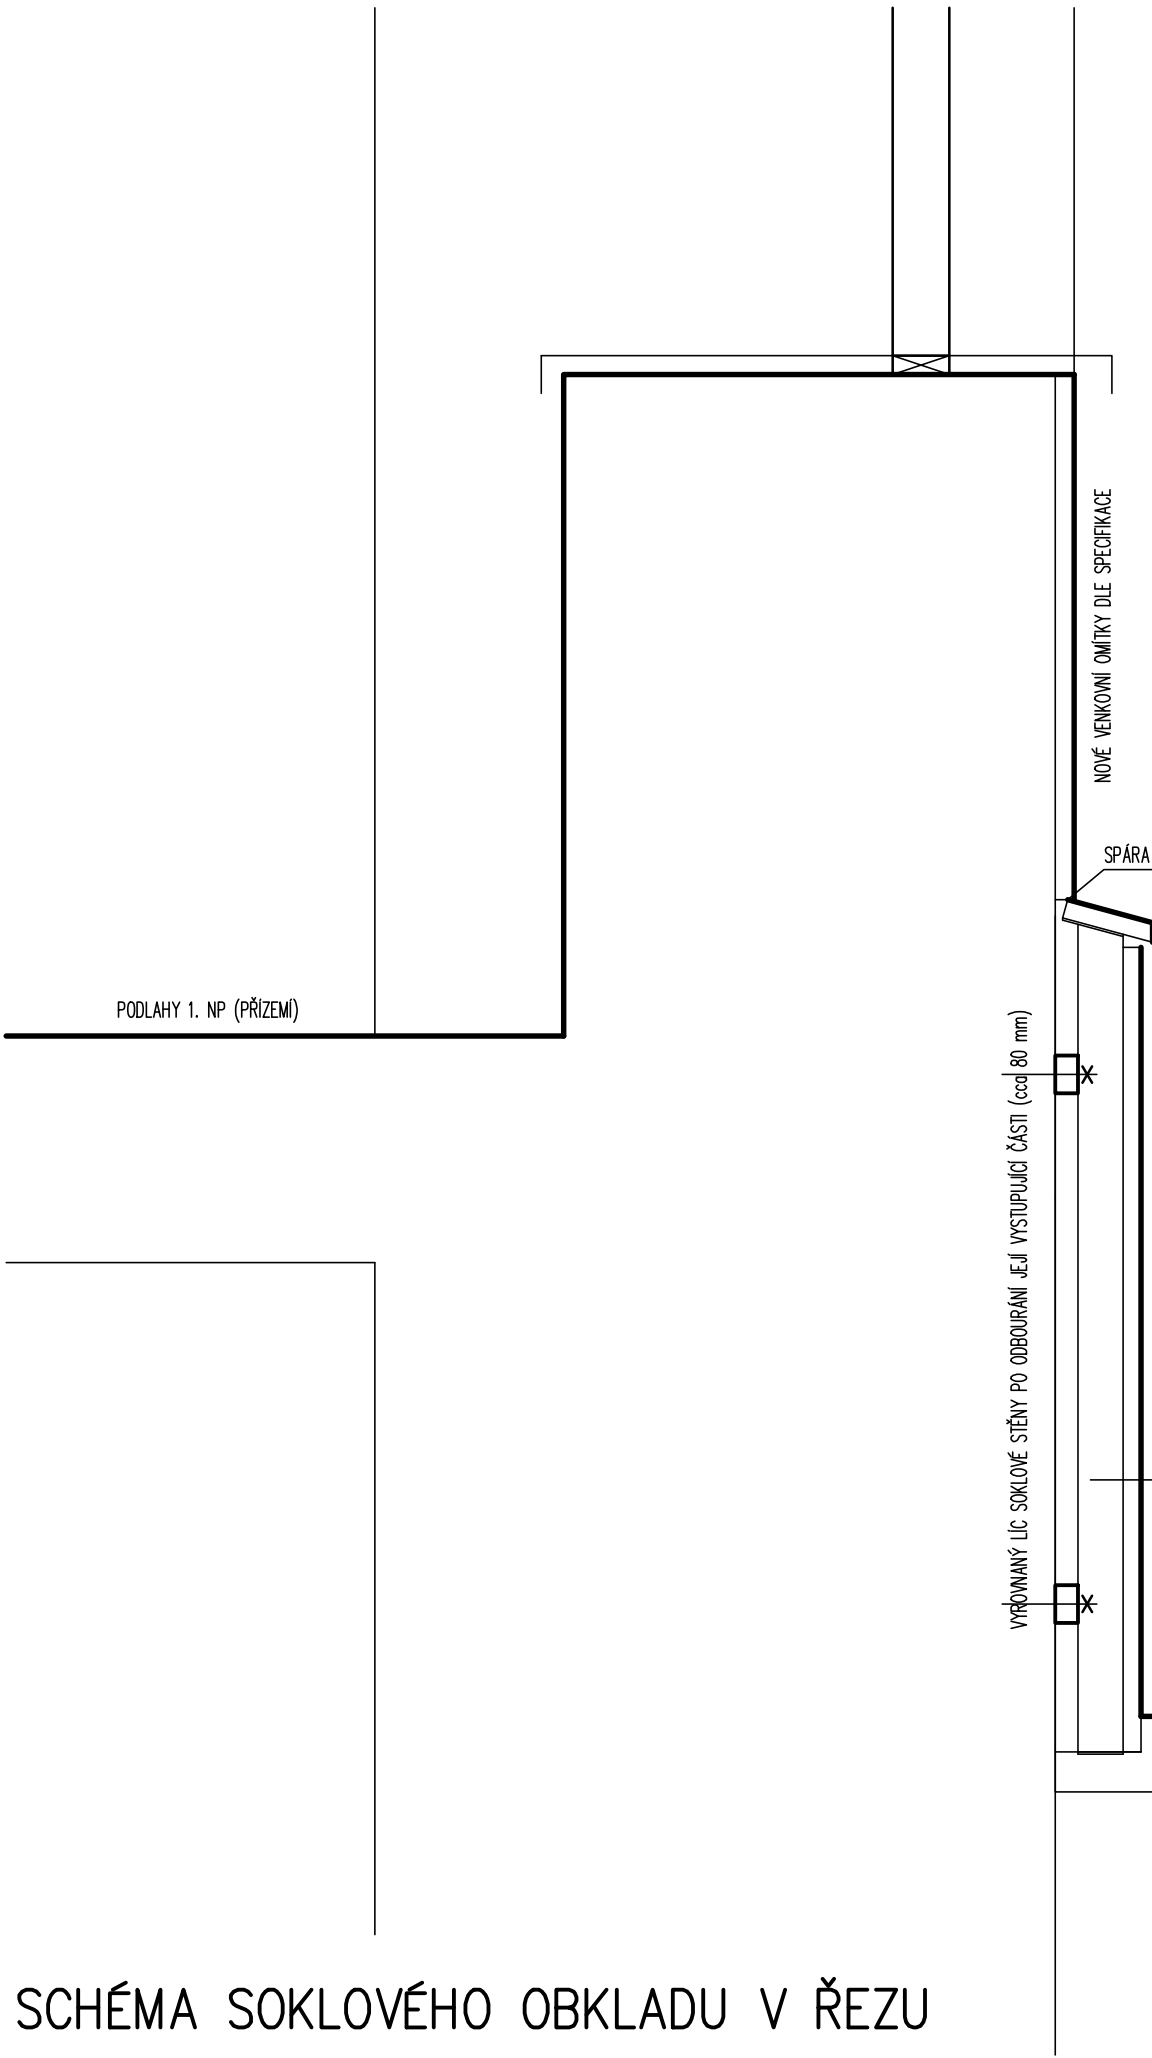 NOVÉ VENKOVNÍ OMÍTKY DLE SPECIFIKACE
SPÁRA
PODLAHY 1. NP (PŘÍZEMÍ)
VYROVNANÝ LÍC SOKLOVÉ STĚNY PO ODBOURÁNÍ JEJÍ VYSTUPUJÍCÍ ČÁSTI (cca 80 mm)
SCHÉMA SOKLOVÉHO OBKLADU V ŘEZU